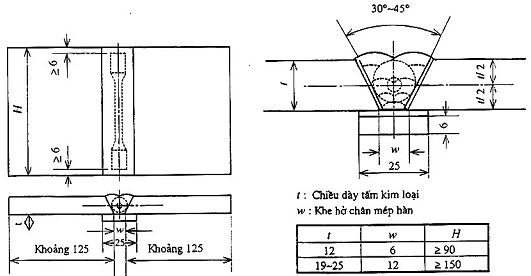 30°~45°
≥ 6
H
≥ 6
t
w
25
Khoảng 125
Khoảng 125
t
t/2
t/2
6
w
25
t : Chiều dày tấm kim loại
w : Khe hở chân mép hàn
t w H
12 6 ≥ 90
19~25 12 ≥ 150